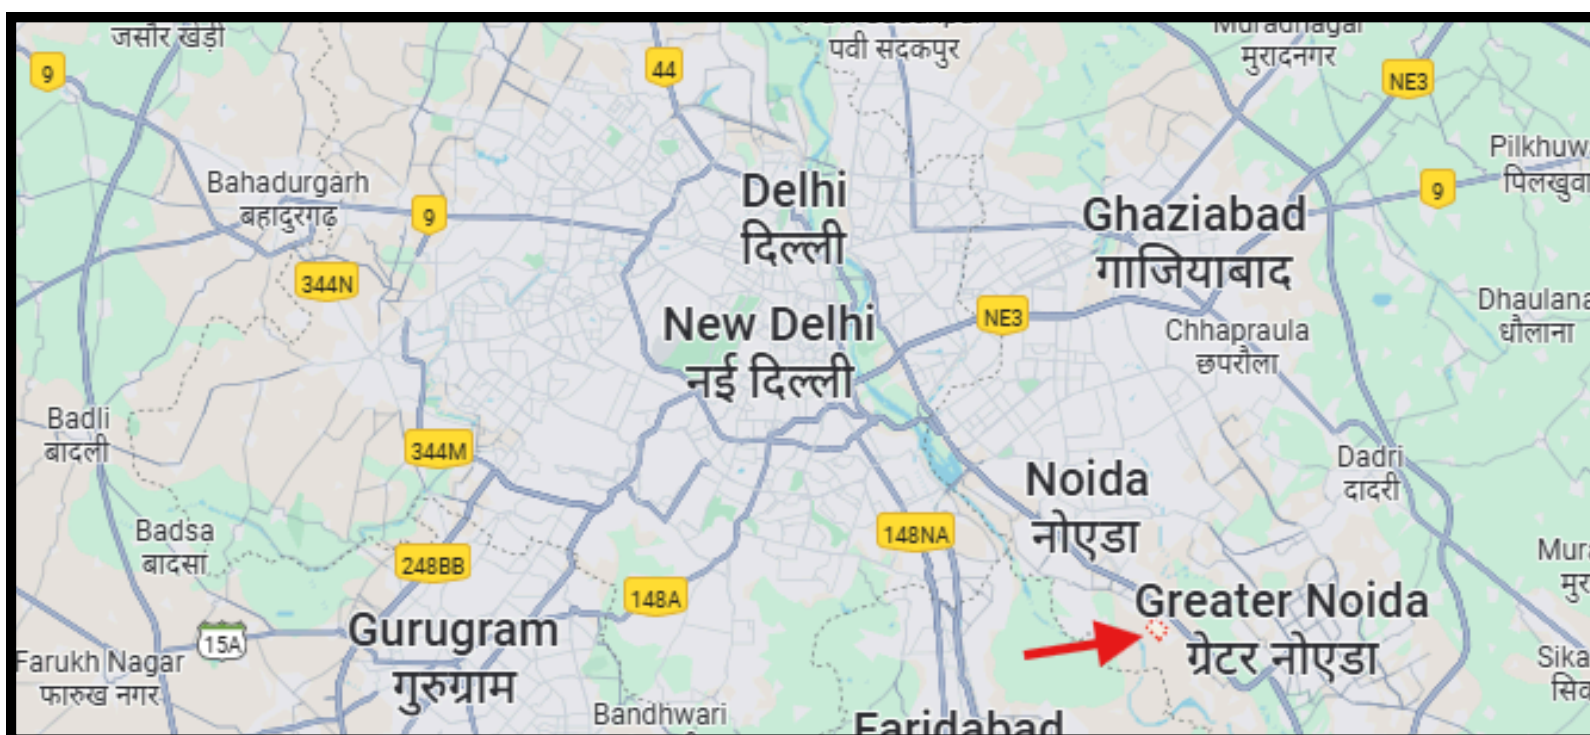 जसौर खेड़ी
9
44
पवी सदकपुर
मुरादनगर
NE3
Pilkhuw
पिलखुवा
9
Bahadurgarh
बहादुरगढ़
9
Delhi
दिल्ली
Ghaziabad
गाजियाबाद
344N
New Delhi
नई दिल्ली
NE3
Chhapraula
छपरौला
Dhaulana
धौलाना
Badli
बादली
344M
Noida
नोएडा
Dadri
दादरी
Badsa
बादसा
248BB
148NA
148A
Mura
मुर
Greater Noida
ग्रेटर नोएडा
15A
Gurugram
गुरुग्राम
Farukh Nagar
फारुख नगर
Sika
सिक
Bandhwari
Faridabad